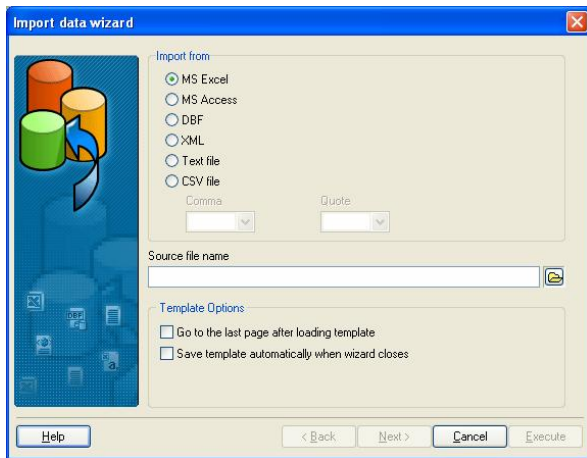 Import data wizard
Import from
MS Excel
MS Access
DBF
XML
Text file
CSV file
Comma Quote
Source file name
Template Options
Go to the last page after loading template
Save template automatically when wizard closes
DBF
a
Help < Back Next > Cancel Execute